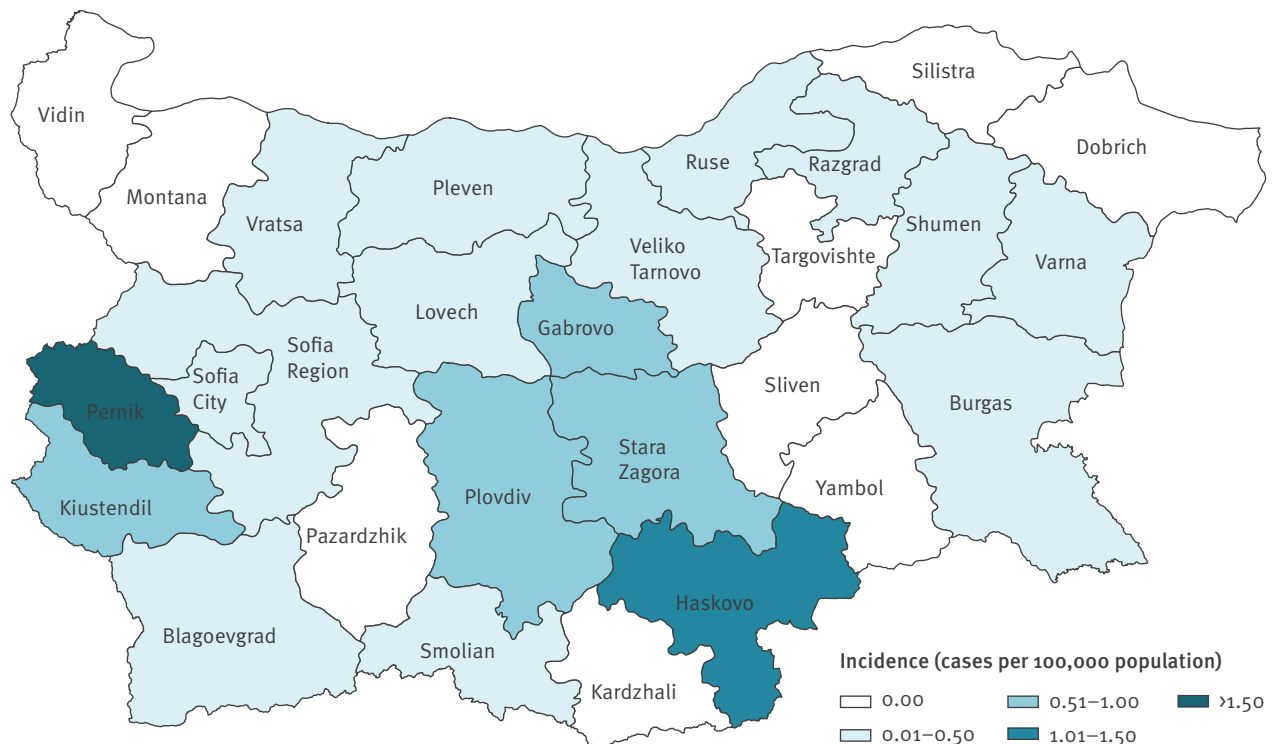 Silistra
Vidin
Dobrich
Montana
Ruse
Razgrad
Pleven
Vratsa
Shumen
Veliko
Tarnovo
Targovishte
Varna
Lovech
Gabrovo
Sofia
Region
Sofia
City
Sliven
Pernik
Burgas
Stara
Zagora
Yambol
Plovdiv
Kiustendil
Pazardzhik
Haskovo
Blagoevgrad
Smolian
Kardzhali
Incidence (cases per 100,000 population)
0.00
0.51–1.00
>1.50
0.01–0.50
1.01–1.50